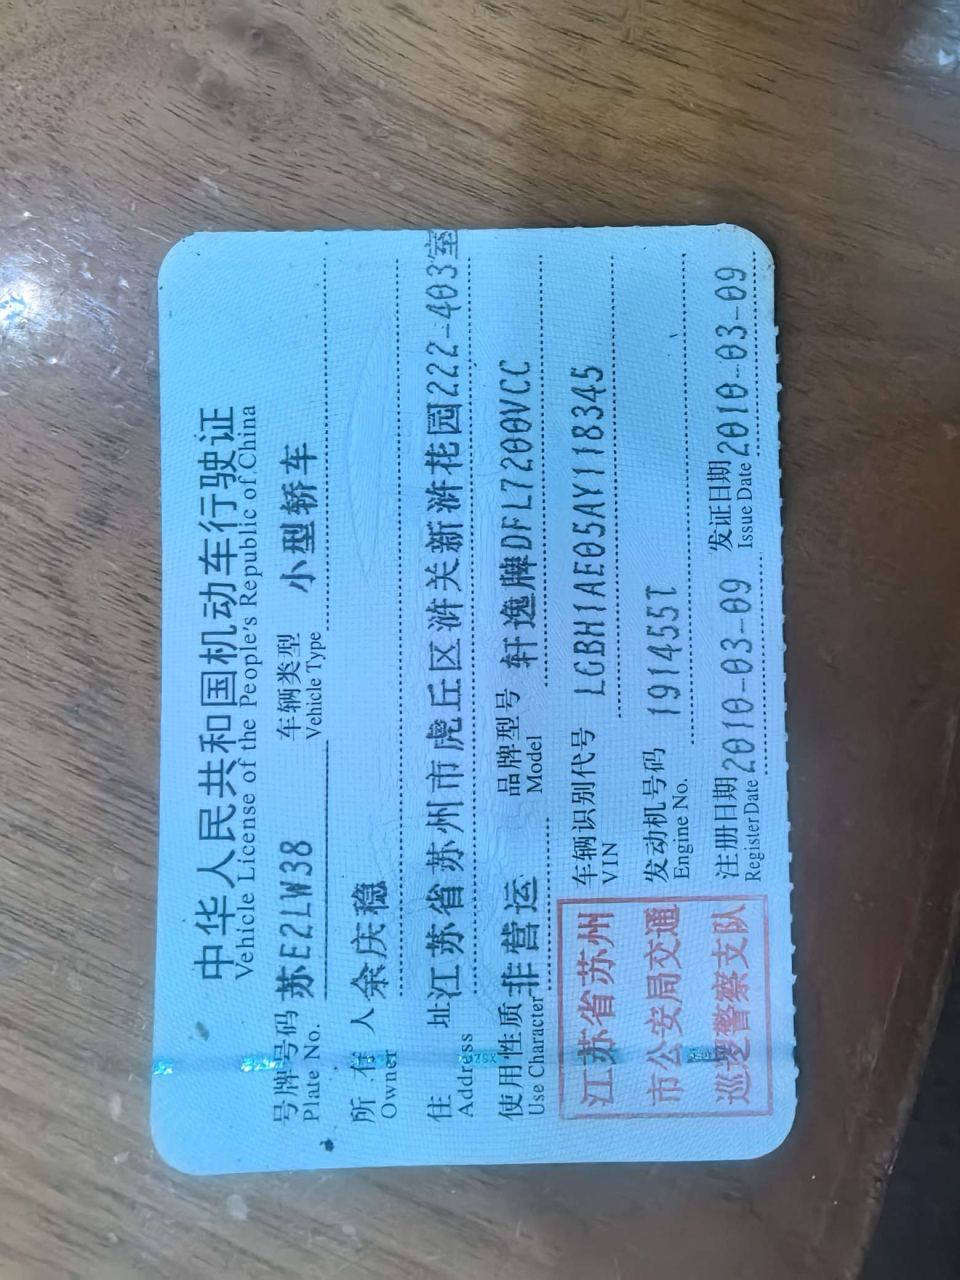 中华人民共和国机动车行驶证
Vehicle License of the People's Republic of China
号牌号码 苏E2LW38 车辆类型 小型轿车
Plate No. Vehicle Type
所有人 余庆稳
Owner
住址 江苏省苏州市虎丘区浒关新浒花园222-403室
Address
使用性质 非营运 品牌型号 轩逸牌DFL7200VCC
Use Character Model
车辆识别代号 LGBH1AE05AY118345
VIN
发动机号码 191455T
Engine No.
注册日期 2010-03-09 发证日期 2010-03-09
Register Date Issue Date
江苏省苏州
市公安局交通
巡逻警察支队